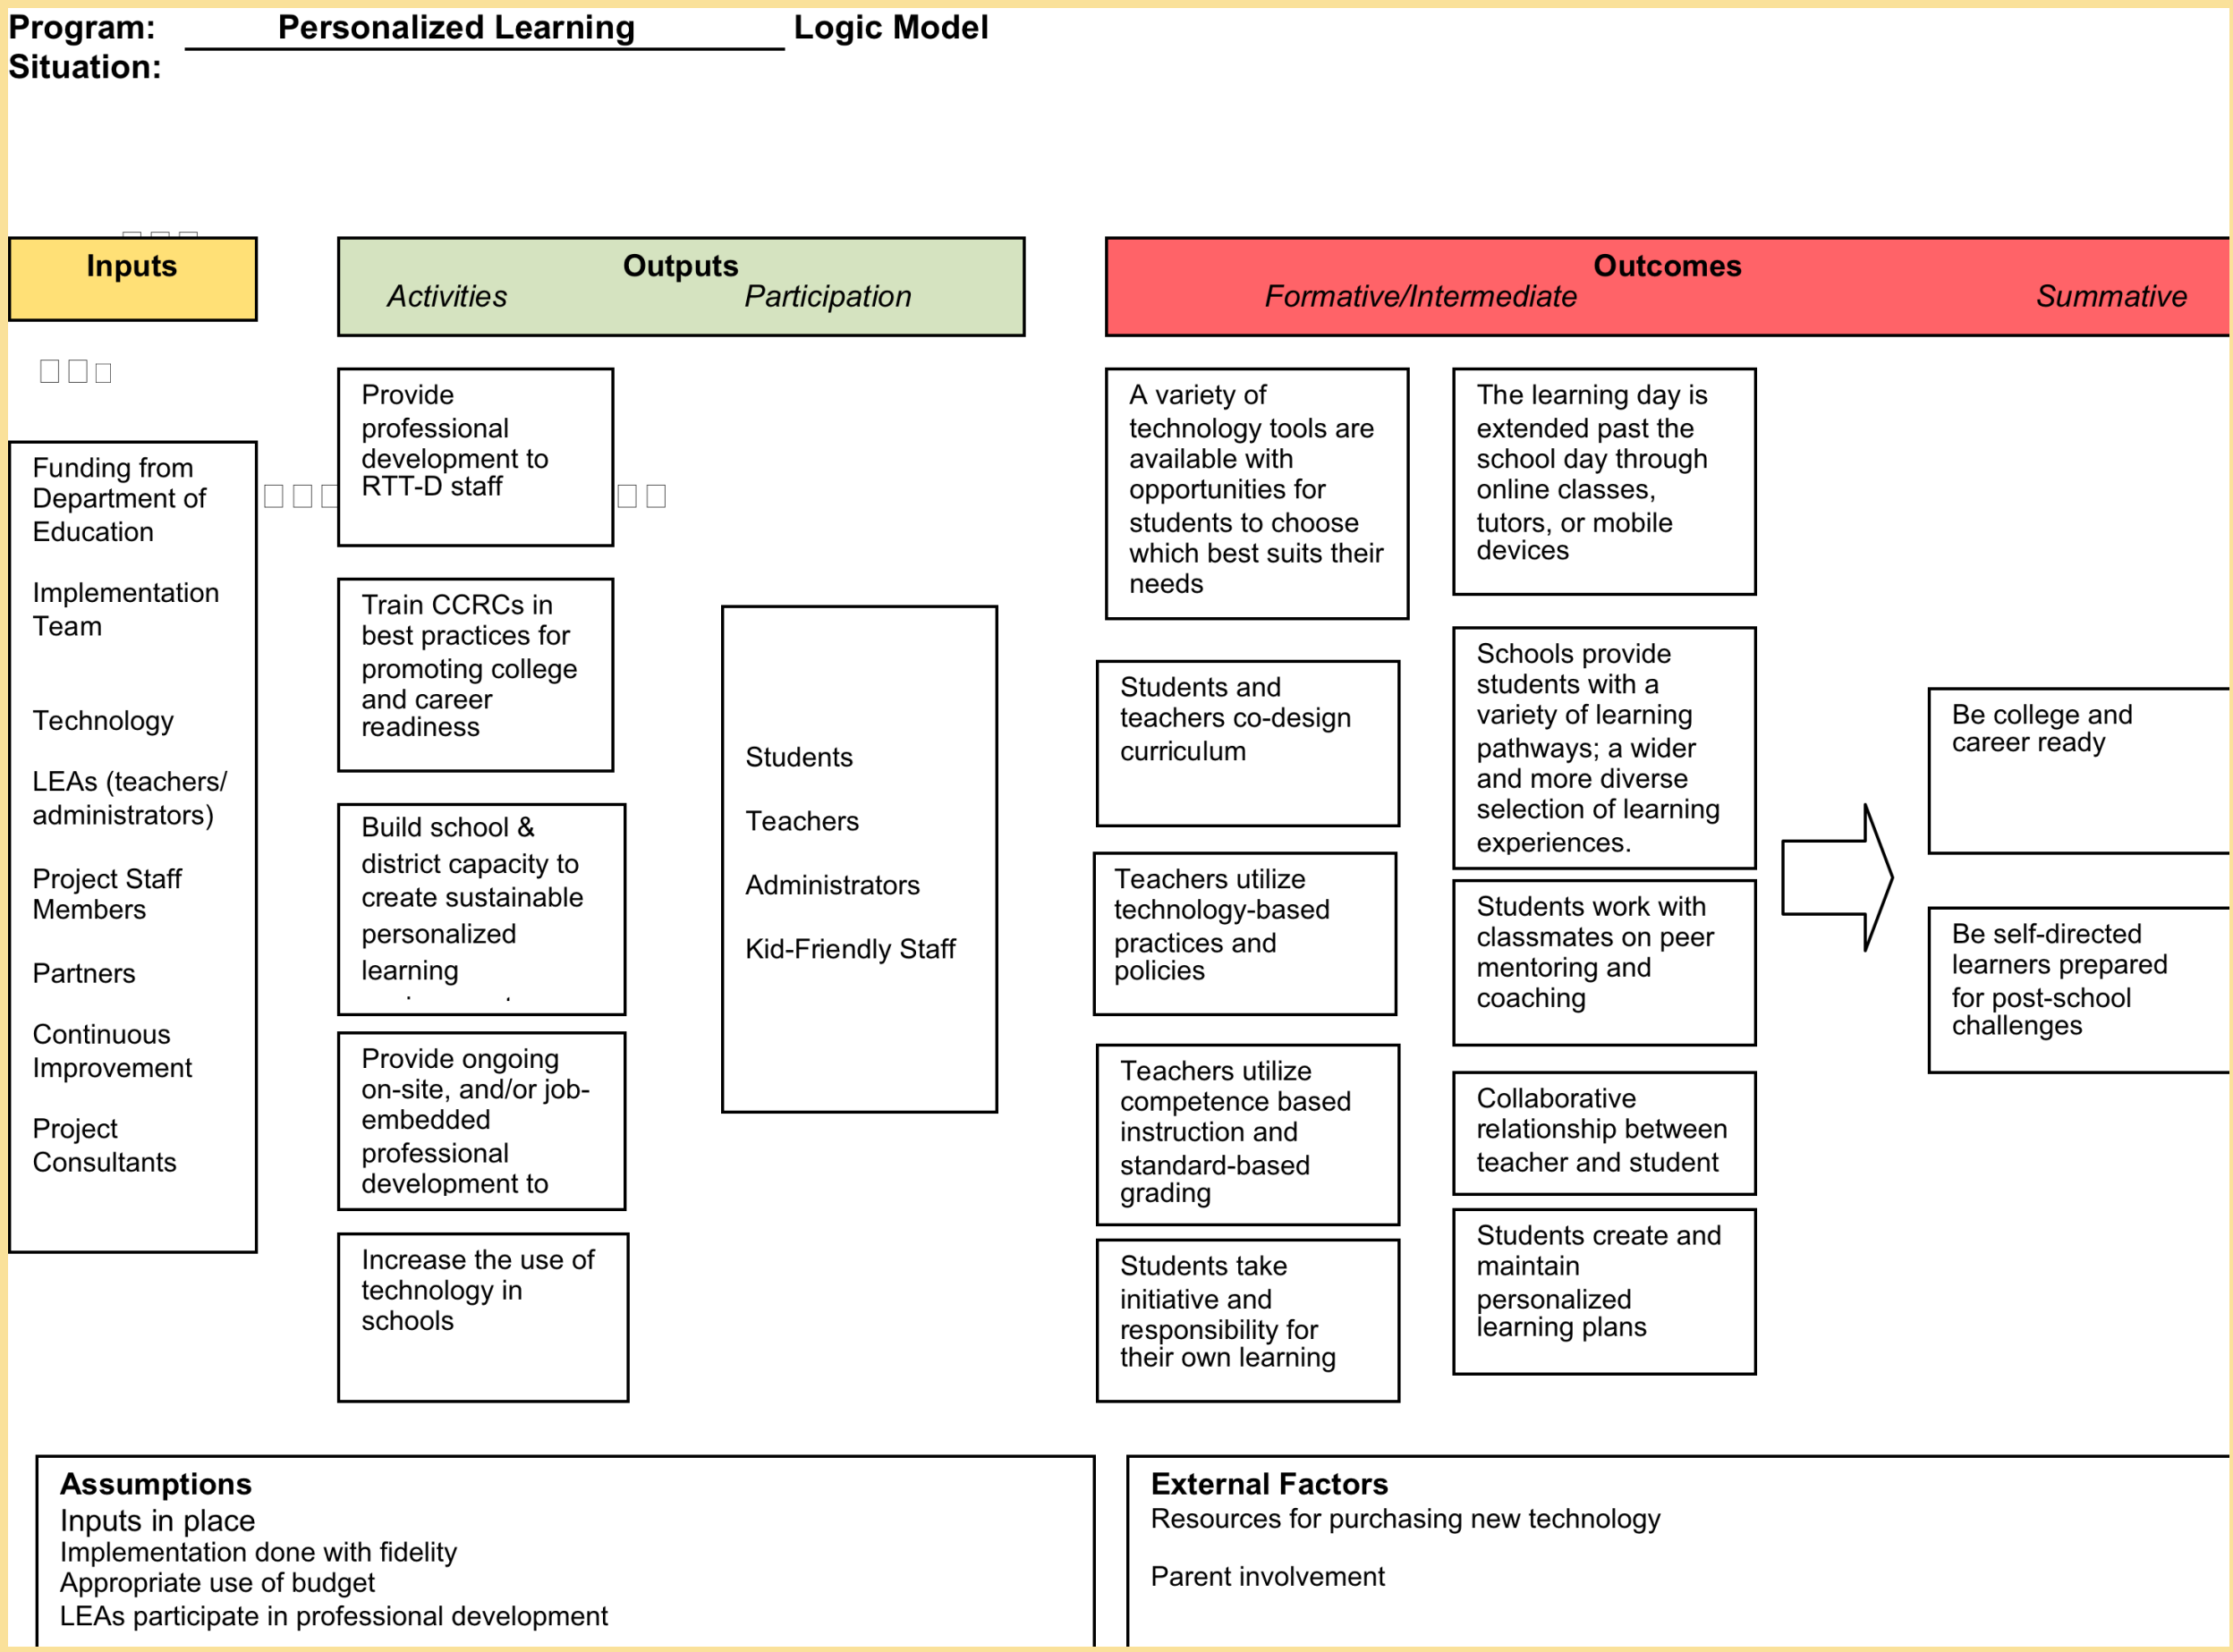 Program: Personalized Learning Logic Model
Situation:
Inputs
Outputs
Activities Participation
Outcomes
Formative/Intermediate Summative
Funding from
Department of
Education
Implementation
Team
Technology
LEAs (teachers/
administrators)
Project Staff
Members
Partners
Continuous
Improvement
Project
Consultants
Provide
professional
development to
RTT-D staff
Train CCRCs in
best practices for
promoting college
and career
readiness
Build school &
district capacity to
create sustainable
personalized
learning
Provide ongoing
on-site, and/or job-
embedded
professional
development to
Increase the use of
technology in
schools
Students
Teachers
Administrators
Kid-Friendly Staff
A variety of
technology tools are
available with
opportunities for
students to choose
which best suits their
needs
Students and
teachers co-design
curriculum
Teachers utilize
technology-based
practices and
policies
Teachers utilize
competence based
instruction and
standard-based
grading
Students take
initiative and
responsibility for
their own learning
The learning day is
extended past the
school day through
online classes,
tutors, or mobile
devices
Schools provide
students with a
variety of learning
pathways; a wider
and more diverse
selection of learning
experiences.
Students work with
classmates on peer
mentoring and
coaching
Collaborative
relationship between
teacher and student
Students create and
maintain
personalized
learning plans
Be college and
career ready
Be self-directed
learners prepared
for post-school
challenges
Assumptions
Inputs in place
Implementation done with fidelity
Appropriate use of budget
LEAs participate in professional development
External Factors
Resources for purchasing new technology
Parent involvement